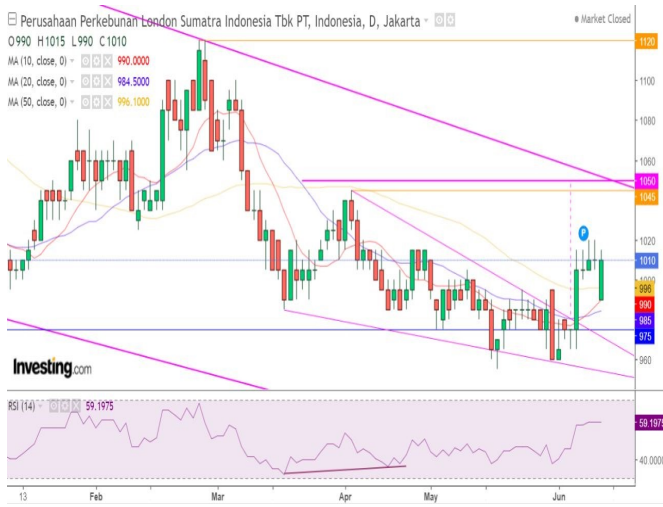 Perusahaan Perkebunan London Sumatra Indonesia Tbk PT, Indonesia, D, Jakarta
Market Closed
O990 H1015 L990 C1010
MA (10, close, 0) 990.0000
MA (20, close, 0) 984.5000
MA (50, close, 0) 996.1000
1120
1100
1080
1060
1050
1045
1020
1010
1000
996
990
985
975
960
P
Investing.com
RSI (14) 59.1975
59.1975
40.0000
13 Feb Mar Apr May Jun